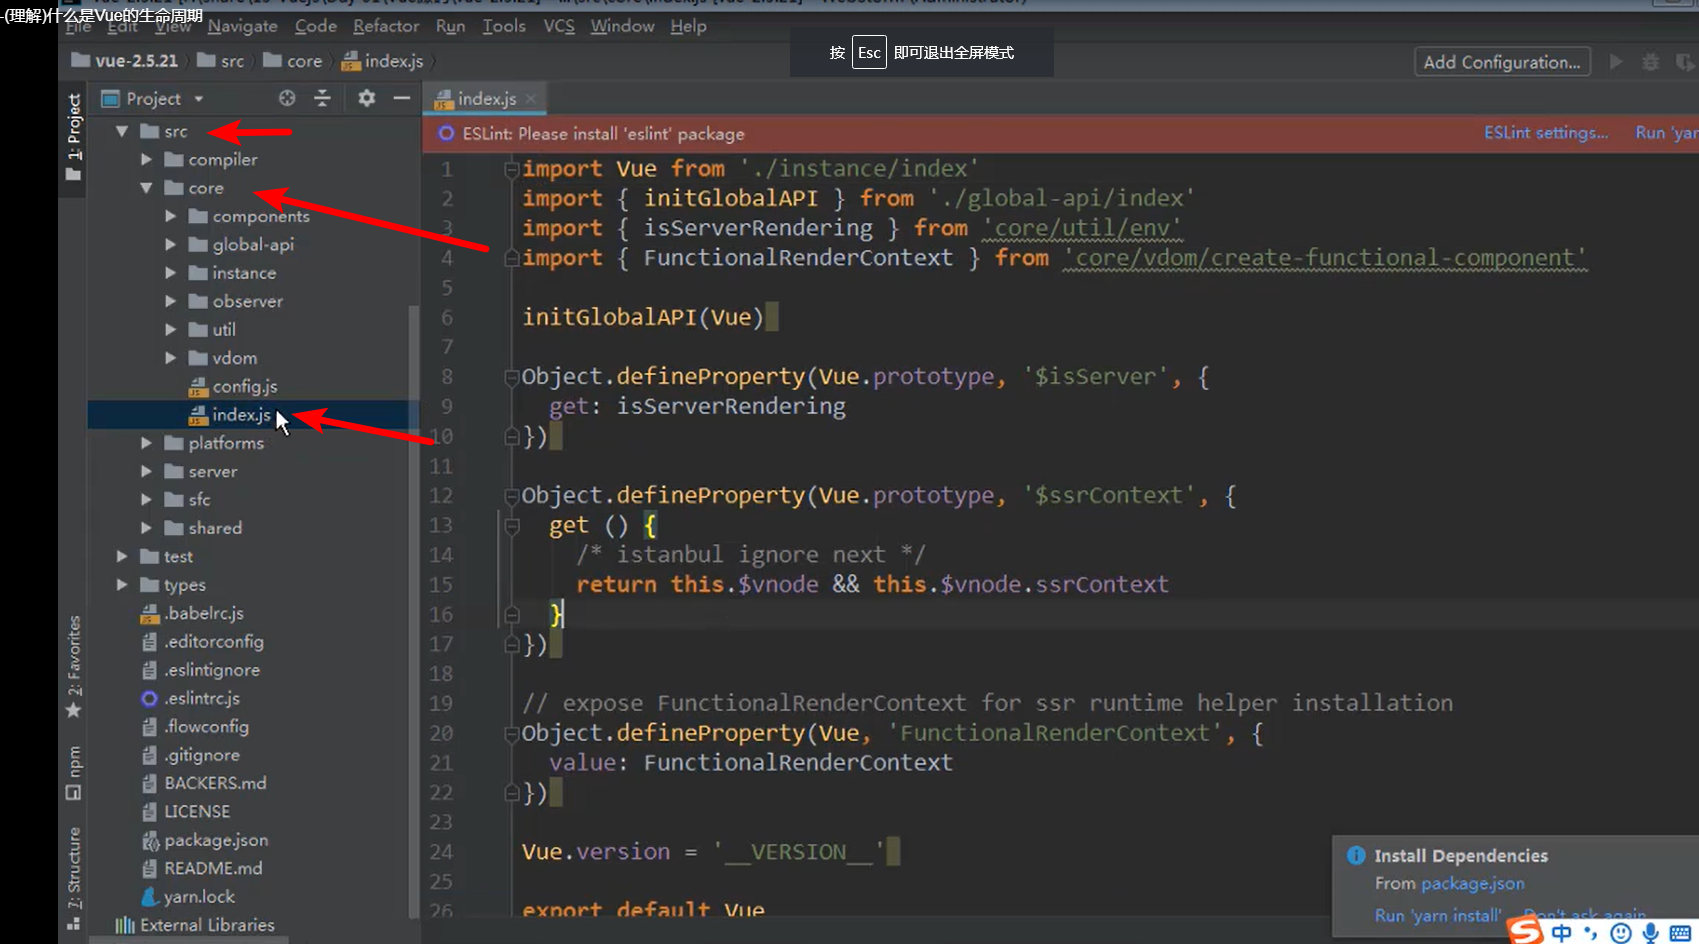 -(理解)什么是Vue的生命周期
File Edit View Navigate Code Refactor Run Tools VCS Window Help
按 Esc 即可退出全屏模式
vue-2.5.21 src core index.js
Add Configuration...
1: Project
Project
index.js
src
compiler
core
components
global-api
instance
observer
util
vdom
config.js
index.js
platforms
server
sfc
shared
test
types
.babelrc.js
.editorconfig
.eslintignore
.eslintrc.js
.flowconfig
.gitignore
BACKERS.md
LICENSE
package.json
README.md
yarn.lock
External Libraries
2: Favorites
npm
7: Structure
ESLint: Please install 'eslint' package
ESLint settings...
Run 'yar
1 import Vue from './instance/index'
2 import { initGlobalAPI } from './global-api/index'
3 import { isServerRendering } from 'core/util/env'
4 import { FunctionalRenderContext } from 'core/vdom/create-functional-component'
5
6 initGlobalAPI(Vue)
7
8 Object.defineProperty(Vue.prototype, '$isServer', {
9 get: isServerRendering
10 })
11
12 Object.defineProperty(Vue.prototype, '$ssrContext', {
13 get () {
14 /* istanbul ignore next */
15 return this.$vnode && this.$vnode.ssrContext
16 }
17 })
18
19 // expose FunctionalRenderContext for ssr runtime helper installation
20 Object.defineProperty(Vue, 'FunctionalRenderContext', {
21 value: FunctionalRenderContext
22 })
23
24 Vue.version = '__VERSION__'
25
26 export default Vue
Install Dependencies
From package.json
Run 'yarn install' Don't ask again
中